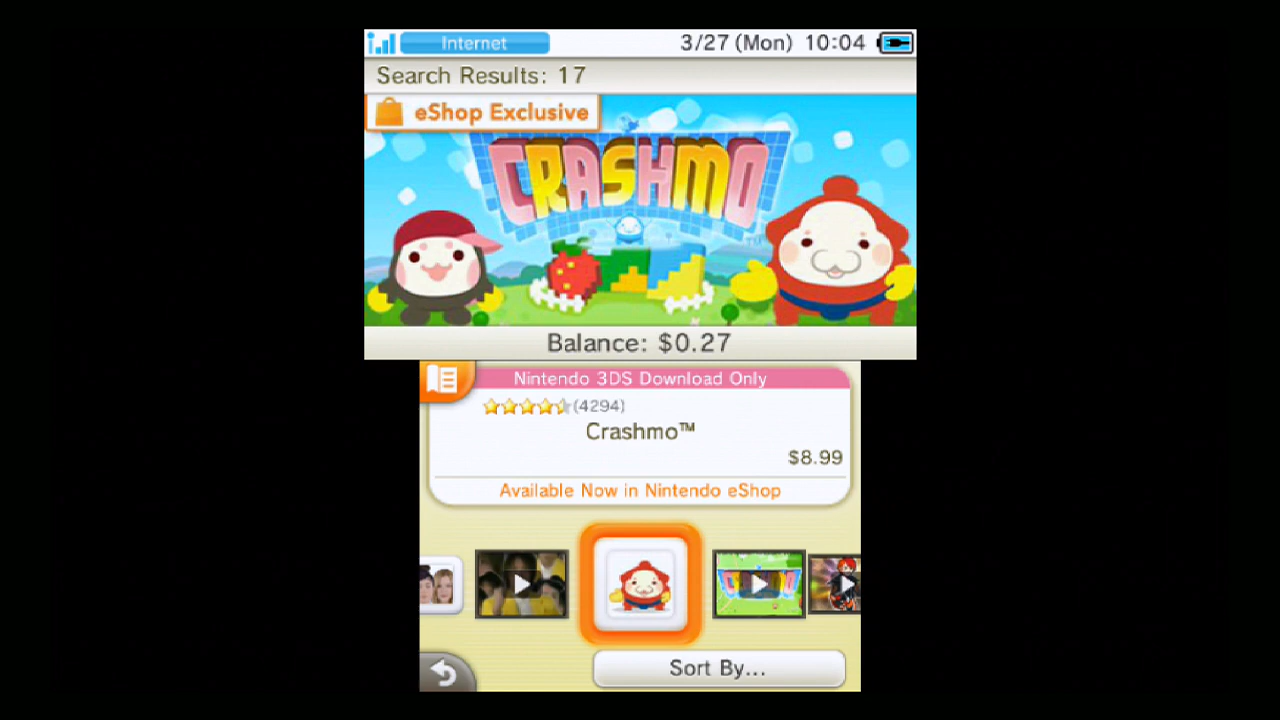 Internet
3/27 (Mon) 10:04
Search Results: 17
eShop Exclusive
CRASHMO
TM
Balance: $0.27
Nintendo 3DS Download Only
(4294)
Crashmo™
$8.99
Available Now in Nintendo eShop
Sort By...